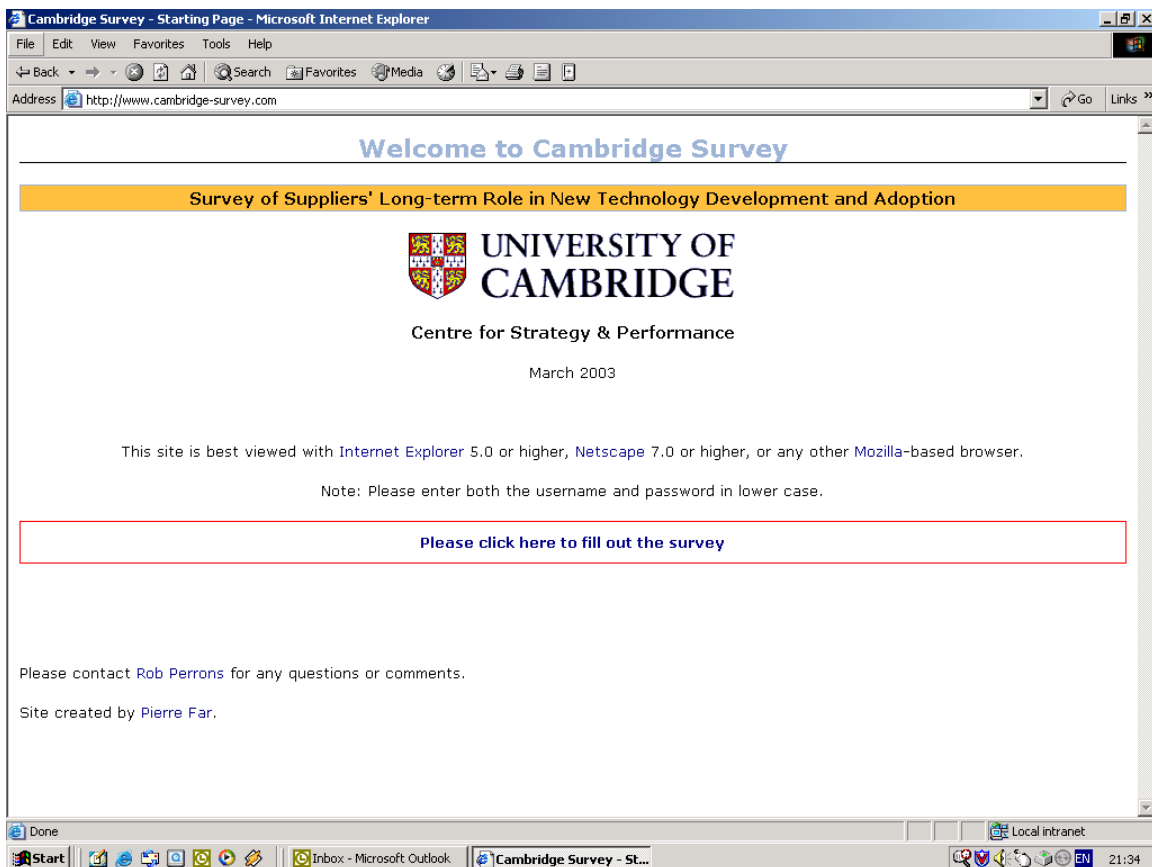 Cambridge Survey - Starting Page - Microsoft Internet Explorer
File Edit View Favorites Tools Help
Back Search Favorites Media
Address http://www.cambridge-survey.com Go Links »
Welcome to Cambridge Survey
Survey of Suppliers' Long-term Role in New Technology Development and Adoption
UNIVERSITY OF
CAMBRIDGE
Centre for Strategy & Performance
March 2003
This site is best viewed with Internet Explorer 5.0 or higher, Netscape 7.0 or higher, or any other Mozilla-based browser.
Note: Please enter both the username and password in lower case.
Please click here to fill out the survey
Please contact Rob Perrons for any questions or comments.
Site created by Pierre Far.
Done Local intranet
Start Inbox - Microsoft Outlook Cambridge Survey - St... EN 21:34